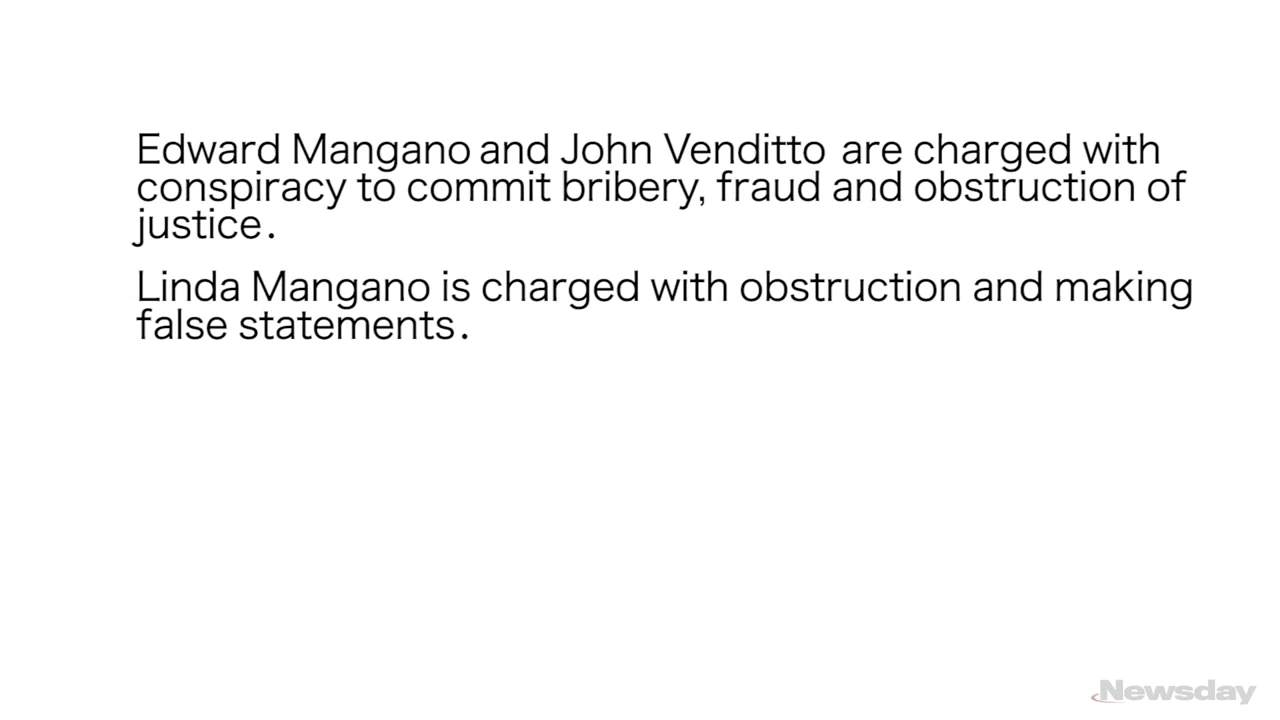 Edward Mangano and John Venditto are charged with
conspiracy to commit bribery, fraud and obstruction of
justice.
Linda Mangano is charged with obstruction and making
false statements.
Newsday